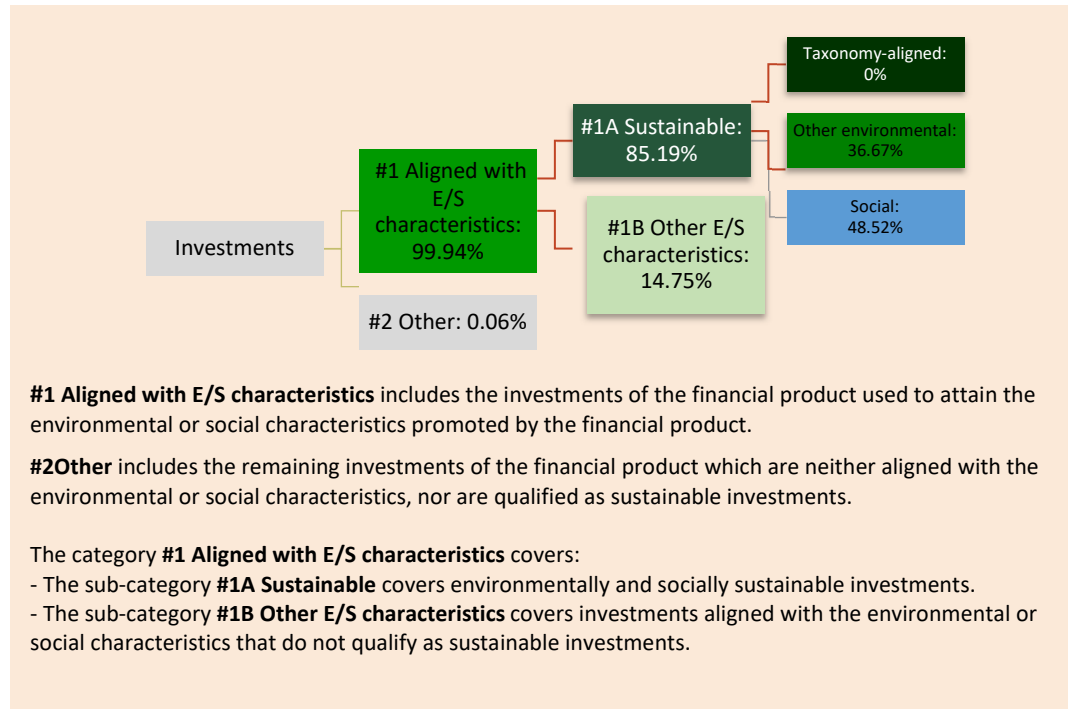 Taxonomy-aligned:
0%
#1A Sustainable:
85.19%
Other environmental:
36.67%
#1 Aligned with
E/S
characteristics:
99.94%
Social:
48.52%
#1B Other E/S
characteristics:
14.75%
Investments
#2 Other: 0.06%
#1 Aligned with E/S characteristics includes the investments of the financial product used to attain the
environmental or social characteristics promoted by the financial product.
#2Other includes the remaining investments of the financial product which are neither aligned with the
environmental or social characteristics, nor are qualified as sustainable investments.
The category #1 Aligned with E/S characteristics covers:
- The sub-category #1A Sustainable covers environmentally and socially sustainable investments.
- The sub-category #1B Other E/S characteristics covers investments aligned with the environmental or
social characteristics that do not qualify as sustainable investments.